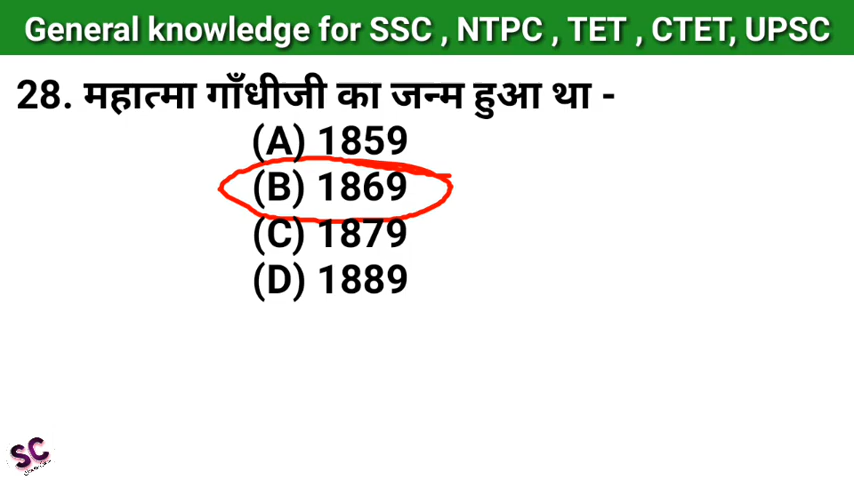 General knowledge for SSC , NTPC , TET , CTET, UPSC
28. महात्मा गाँधीजी का जन्म हुआ था -
(A) 1859
(B) 1869
(C) 1879
(D) 1889
SC